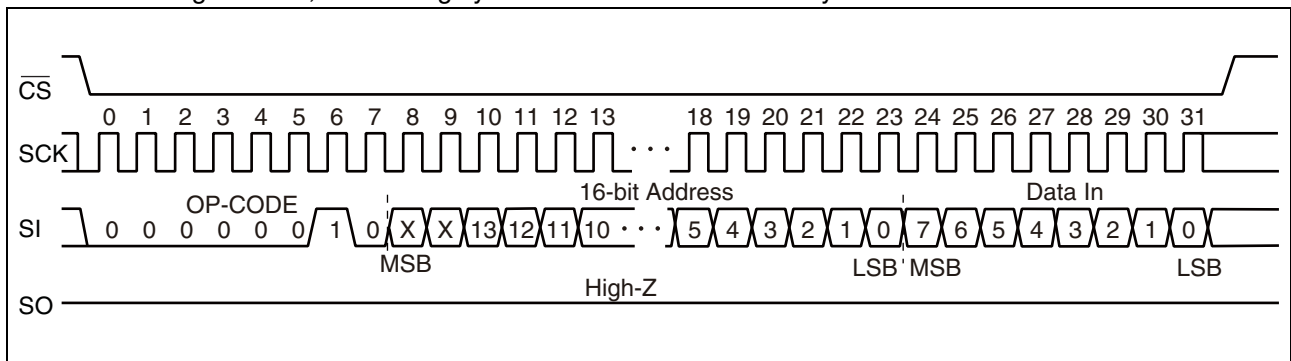 CS
0 1 2 3 4 5 6 7 8 9 10 11 12 13 18 19 20 21 22 23 24 25 26 27 28 29 30 31
SCK ···
OP-CODE 16-bit Address Data In
SI 0 0 0 0 0 0 1 0 X X 13 12 11 10 ··· 5 4 3 2 1 0 7 6 5 4 3 2 1 0
MSB LSB MSB LSB
High-Z
SO